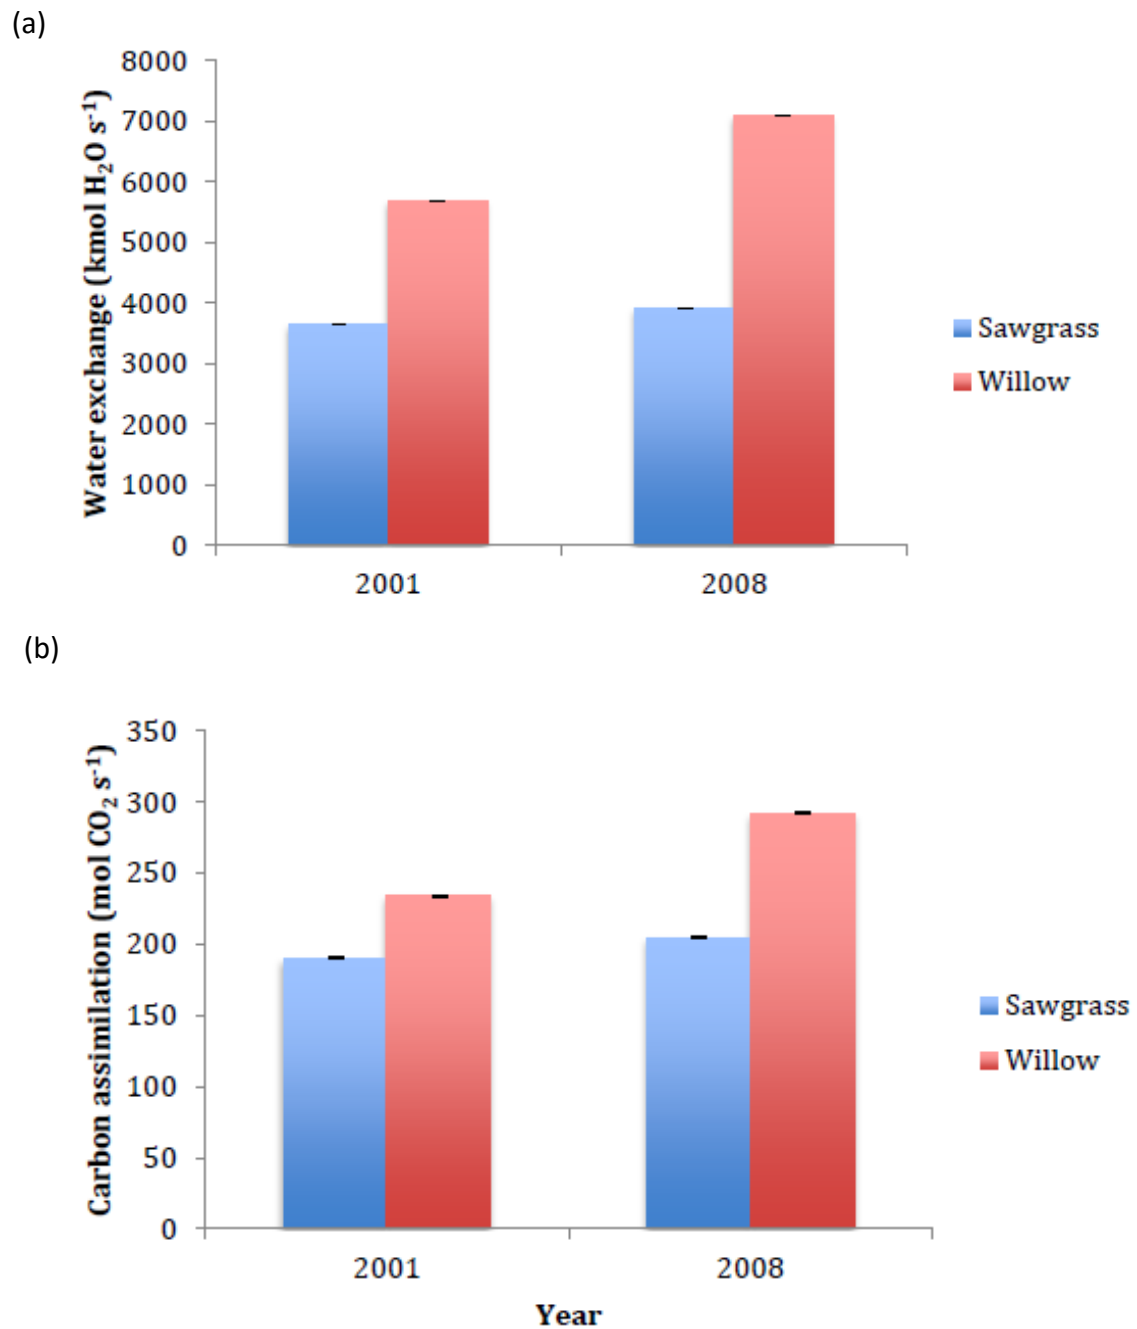 (a)
Water exchange (kmol H₂O s⁻¹)
8000
7000
6000
5000
4000
3000
2000
1000
0
2001
2008
Sawgrass
Willow
(b)
Carbon assimilation (mol CO₂ s⁻¹)
350
300
250
200
150
100
50
0
2001
2008
Sawgrass
Willow
Year